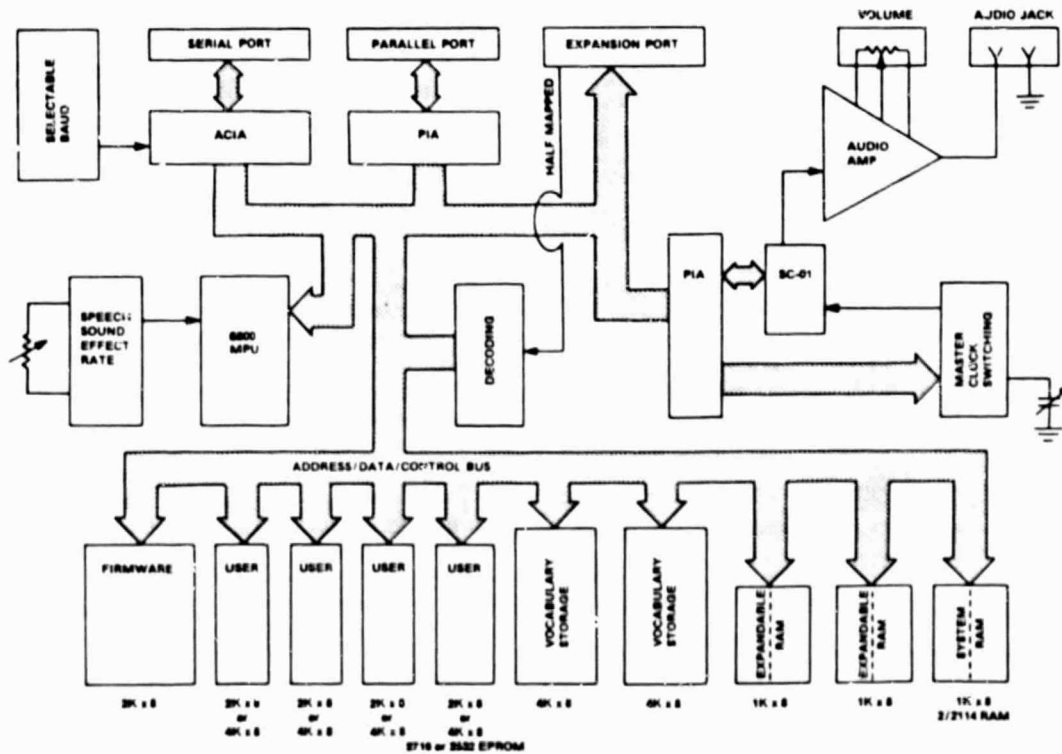 VOLUME
AUDIO JACK
SERIAL PORT
PARALLEL PORT
EXPANSION PORT
SELECTABLE
BAUD
ACIA
PIA
HALF MAPPED
AUDIO
AMP
PIA
SC-01
SPEECH
SOUND
EFFECT
RATE
6800
MPU
DECODING
MASTER
CLOCK
SWITCHING
ADDRESS/DATA/CONTROL BUS
FIRMWARE
USER
USER
USER
USER
VOCABULARY
STORAGE
VOCABULARY
STORAGE
EXPANDABLE
RAM
EXPANDABLE
RAM
SYSTEM
RAM
2K x 8
2K x 8
or
4K x 8
2K x 8
or
4K x 8
2K x 8
or
4K x 8
2K x 8
or
4K x 8
2716 or 2532 EPROM
4K x 8
4K x 8
1K x 8
1K x 8
1K x 8
2/2114 RAM